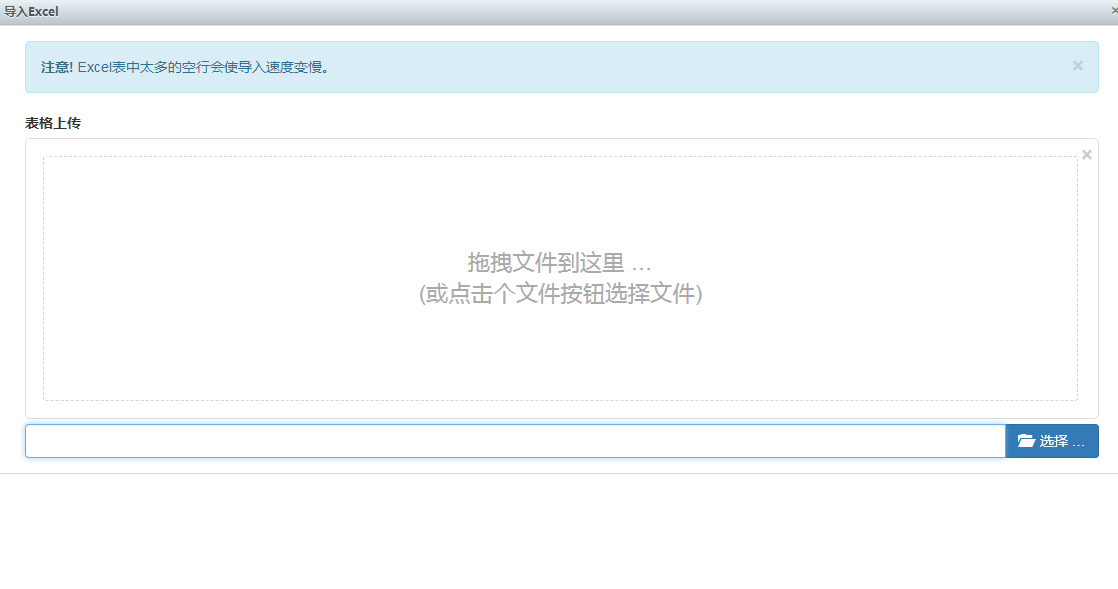 导入Excel
注意! Excel表中太多的空行会使导入速度变慢。
表格上传
拖拽文件到这里 …
(或点击个文件按钮选择文件)
选择 …